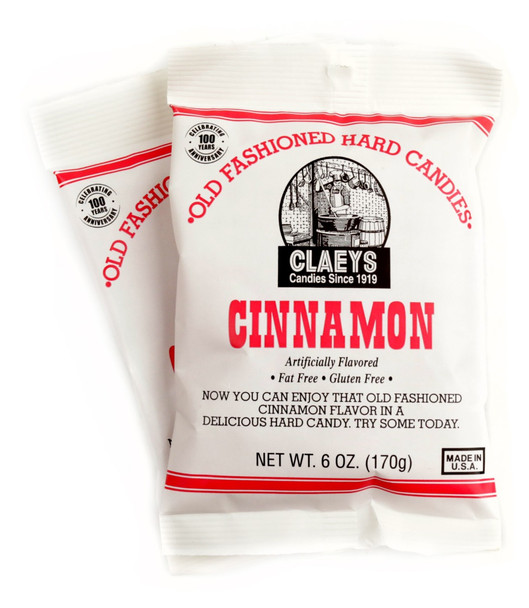 CELEBRATING
100
YEARS
ANNIVERSARY
•OLD FASHIONED HARD CANDIES•
CLAEYS
Candies Since 1919
CINNAMON
Artificially Flavored
• Fat Free • Gluten Free •
NOW YOU CAN ENJOY THAT OLD FASHIONED
CINNAMON FLAVOR IN A
DELICIOUS HARD CANDY. TRY SOME TODAY.
NET WT. 6 OZ. (170g)
MADE IN
U.S.A.
CELEBRATING
100
YEARS
ANNIVERSARY
•OLD FASHIO